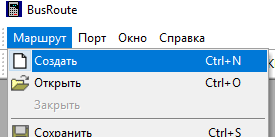 BusRoute
Маршрут Порт Окно Справка
Создать Ctrl+N
Открыть Ctrl+O
Закрыть
Сохранить Ctrl+S